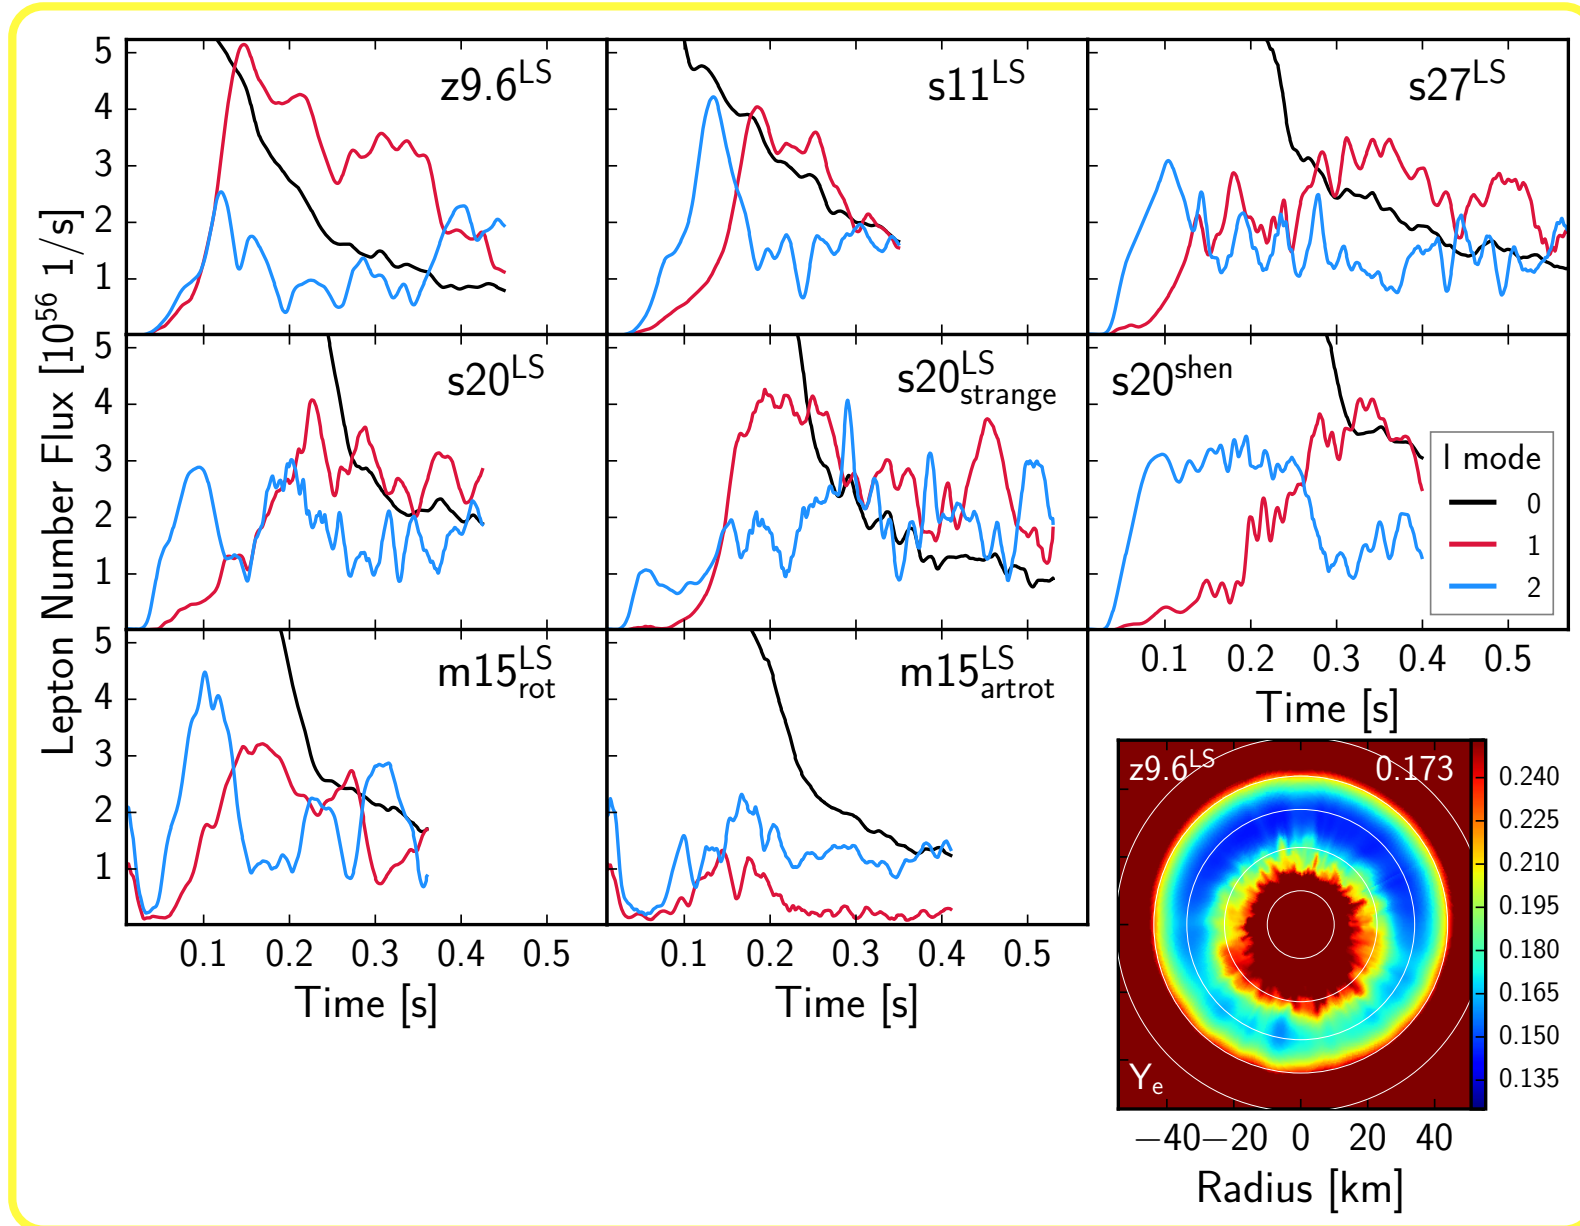 Lepton Number Flux [10^56 1/s]
5
4
3
2
1
z9.6^LS
s11^LS
s27^LS
5
4
3
2
1
s20^LS
s20^LS_strange
s20^shen
l mode
0
1
2
5
4
3
2
1
m15^LS_rot
m15^LS_artrot
0.1 0.2 0.3 0.4 0.5
Time [s]
0.1 0.2 0.3 0.4 0.5
Time [s]
0.1 0.2 0.3 0.4 0.5
Time [s]
z9.6^LS 0.173
Y_e
0.240
0.225
0.210
0.195
0.180
0.165
0.150
0.135
−40 −20 0 20 40
Radius [km]